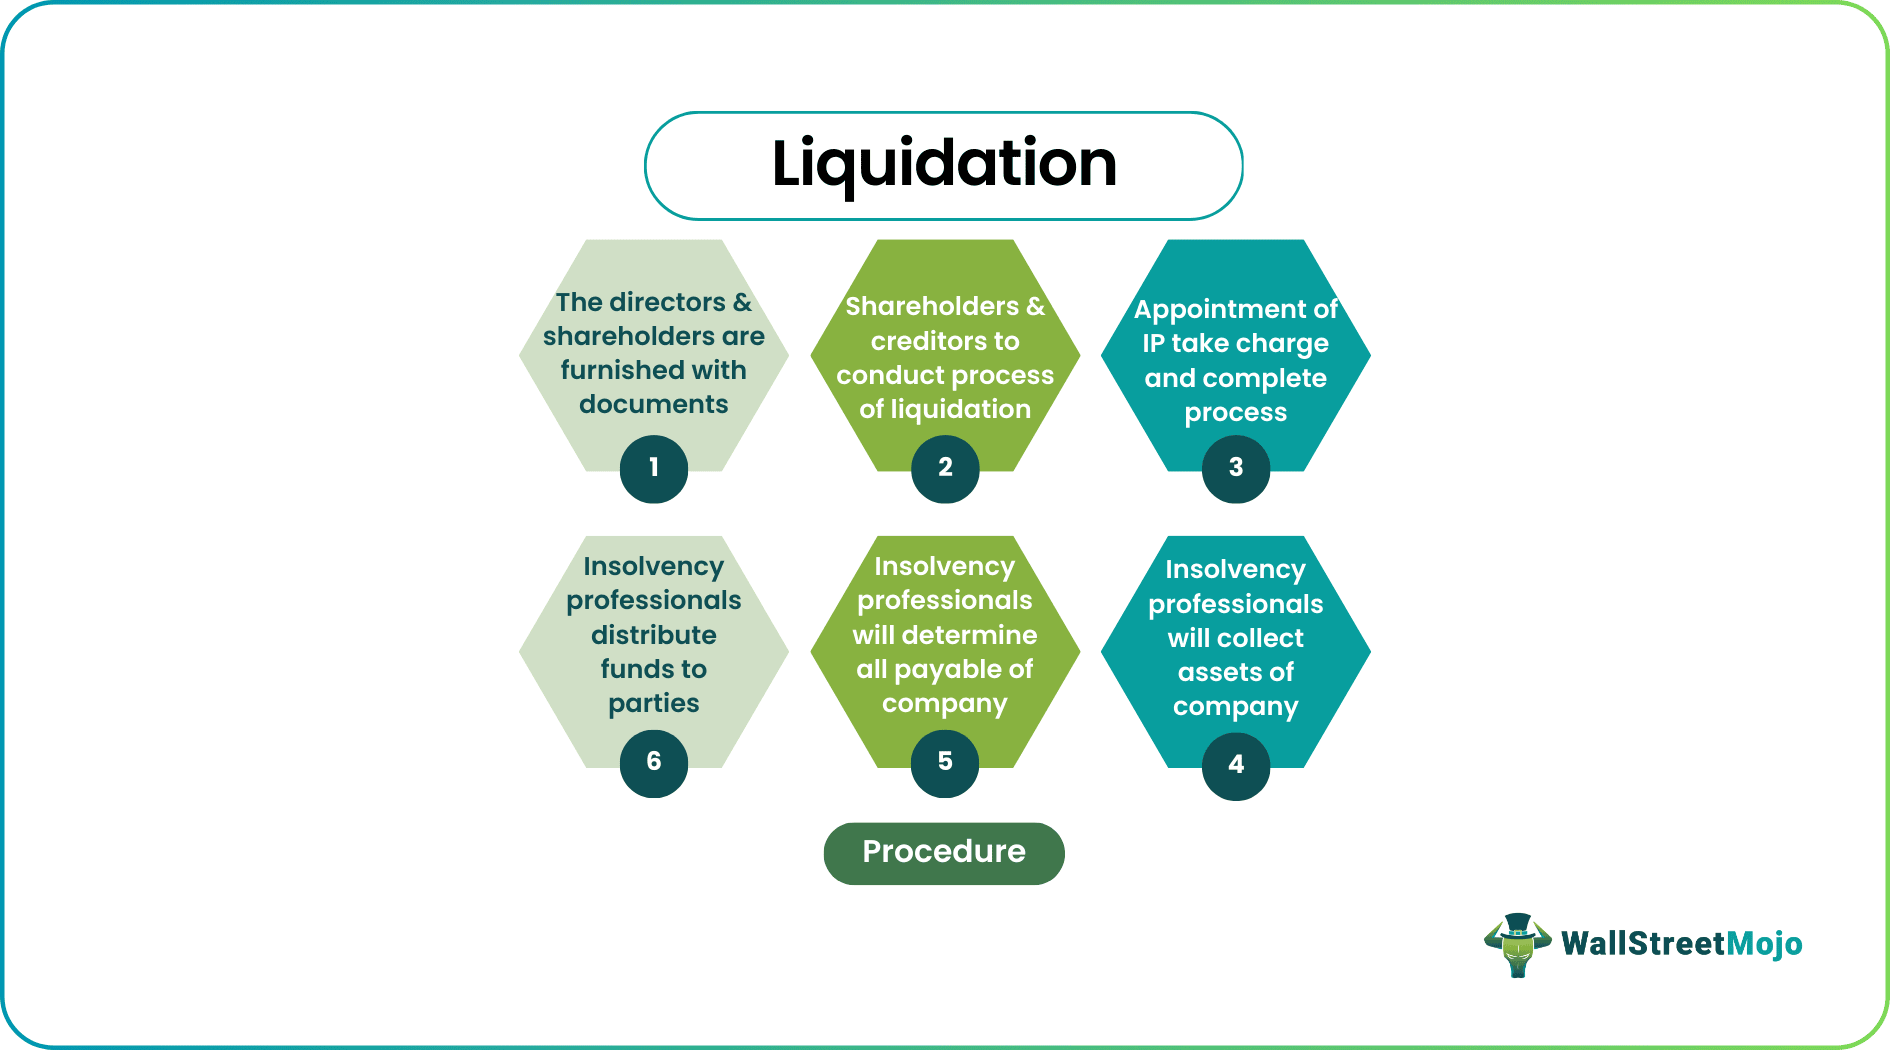 Liquidation
The directors &
shareholders are
furnished with
documents
1
Shareholders &
creditors to
conduct process
of liquidation
2
Appointment of
IP take charge
and complete
process
3
Insolvency
professionals
will collect
assets of
company
4
Insolvency
professionals
will determine
all payable of
company
5
Insolvency
professionals
distribute
funds to
parties
6
Procedure
WallStreetMojo